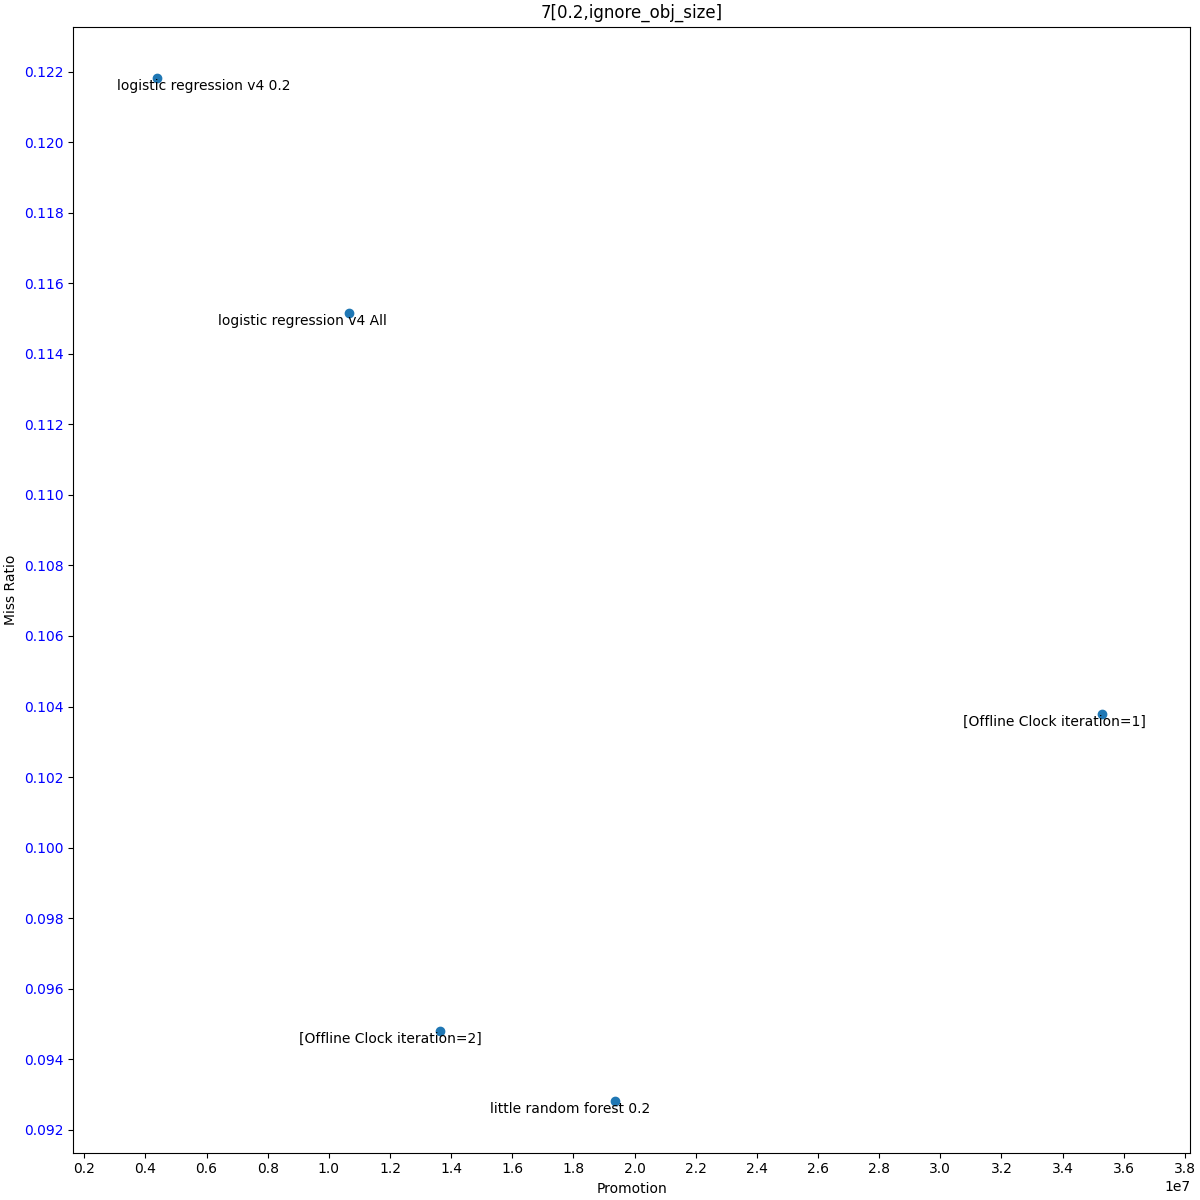 7[0.2,ignore_obj_size]
0.122
0.120
0.118
0.116
0.114
0.112
0.110
0.108
0.106
0.104
0.102
0.100
0.098
0.096
0.094
0.092
Miss Ratio
logistic regression v4 0.2
logistic regression v4 All
[Offline Clock iteration=1]
[Offline Clock iteration=2]
little random forest 0.2
0.2 0.4 0.6 0.8 1.0 1.2 1.4 1.6 1.8 2.0 2.2 2.4 2.6 2.8 3.0 3.2 3.4 3.6 3.8
1e7
Promotion